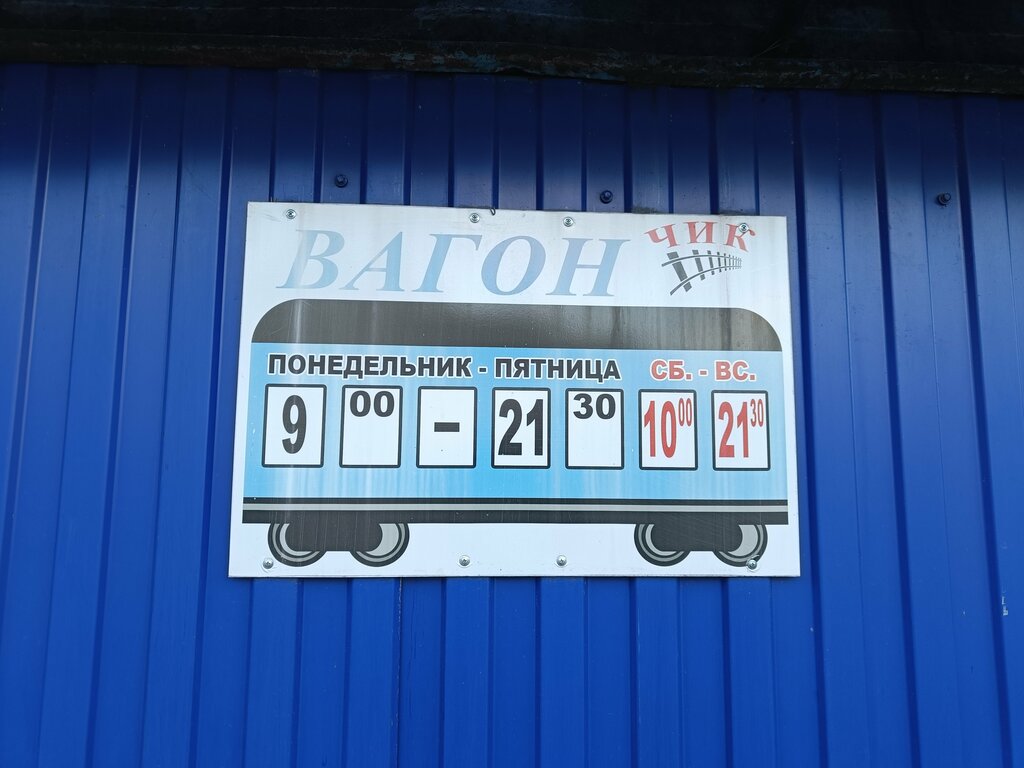 ВАГОН ЧИК
ПОНЕДЕЛЬНИК - ПЯТНИЦА СБ. - ВС.
9 00 - 21 30 10 00 21 30